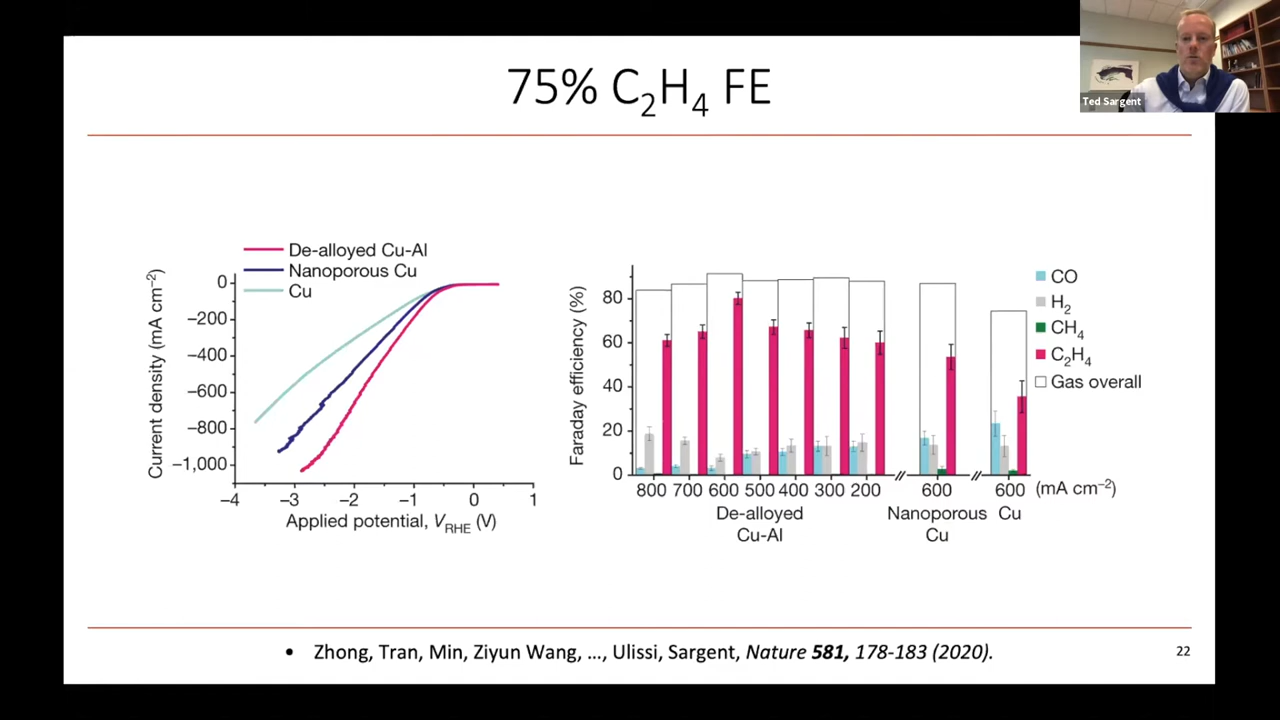 75% C₂H₄ FE
Ted Sargent
De-alloyed Cu-Al
Nanoporous Cu
Cu
Current density (mA cm⁻²)
0
−200
−400
−600
−800
−1,000
−4 −3 −2 −1 0 1
Applied potential, V_RHE (V)
Faraday efficiency (%)
80
60
40
20
0
800 700 600 500 400 300 200 600 600 (mA cm⁻²)
De-alloyed
Cu-Al
Nanoporous
Cu
Cu
CO
H₂
CH₄
C₂H₄
Gas overall
• Zhong, Tran, Min, Ziyun Wang, …, Ulissi, Sargent, Nature 581, 178-183 (2020).
22